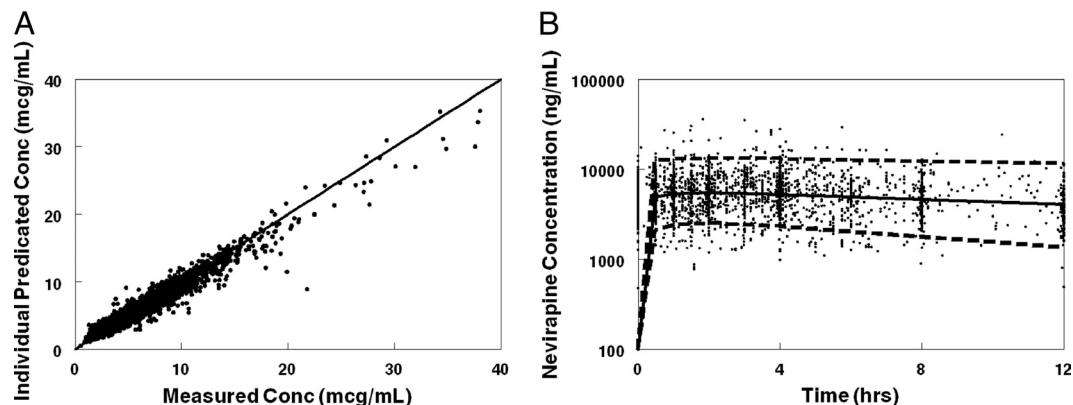 A
Individual Predicated Conc (mcg/mL)
40
30
20
10
0
0 10 20 30 40
Measured Conc (mcg/mL)
B
Nevirapine Concentration (ng/mL)
100000
10000
1000
100
0 4 8 12
Time (hrs)